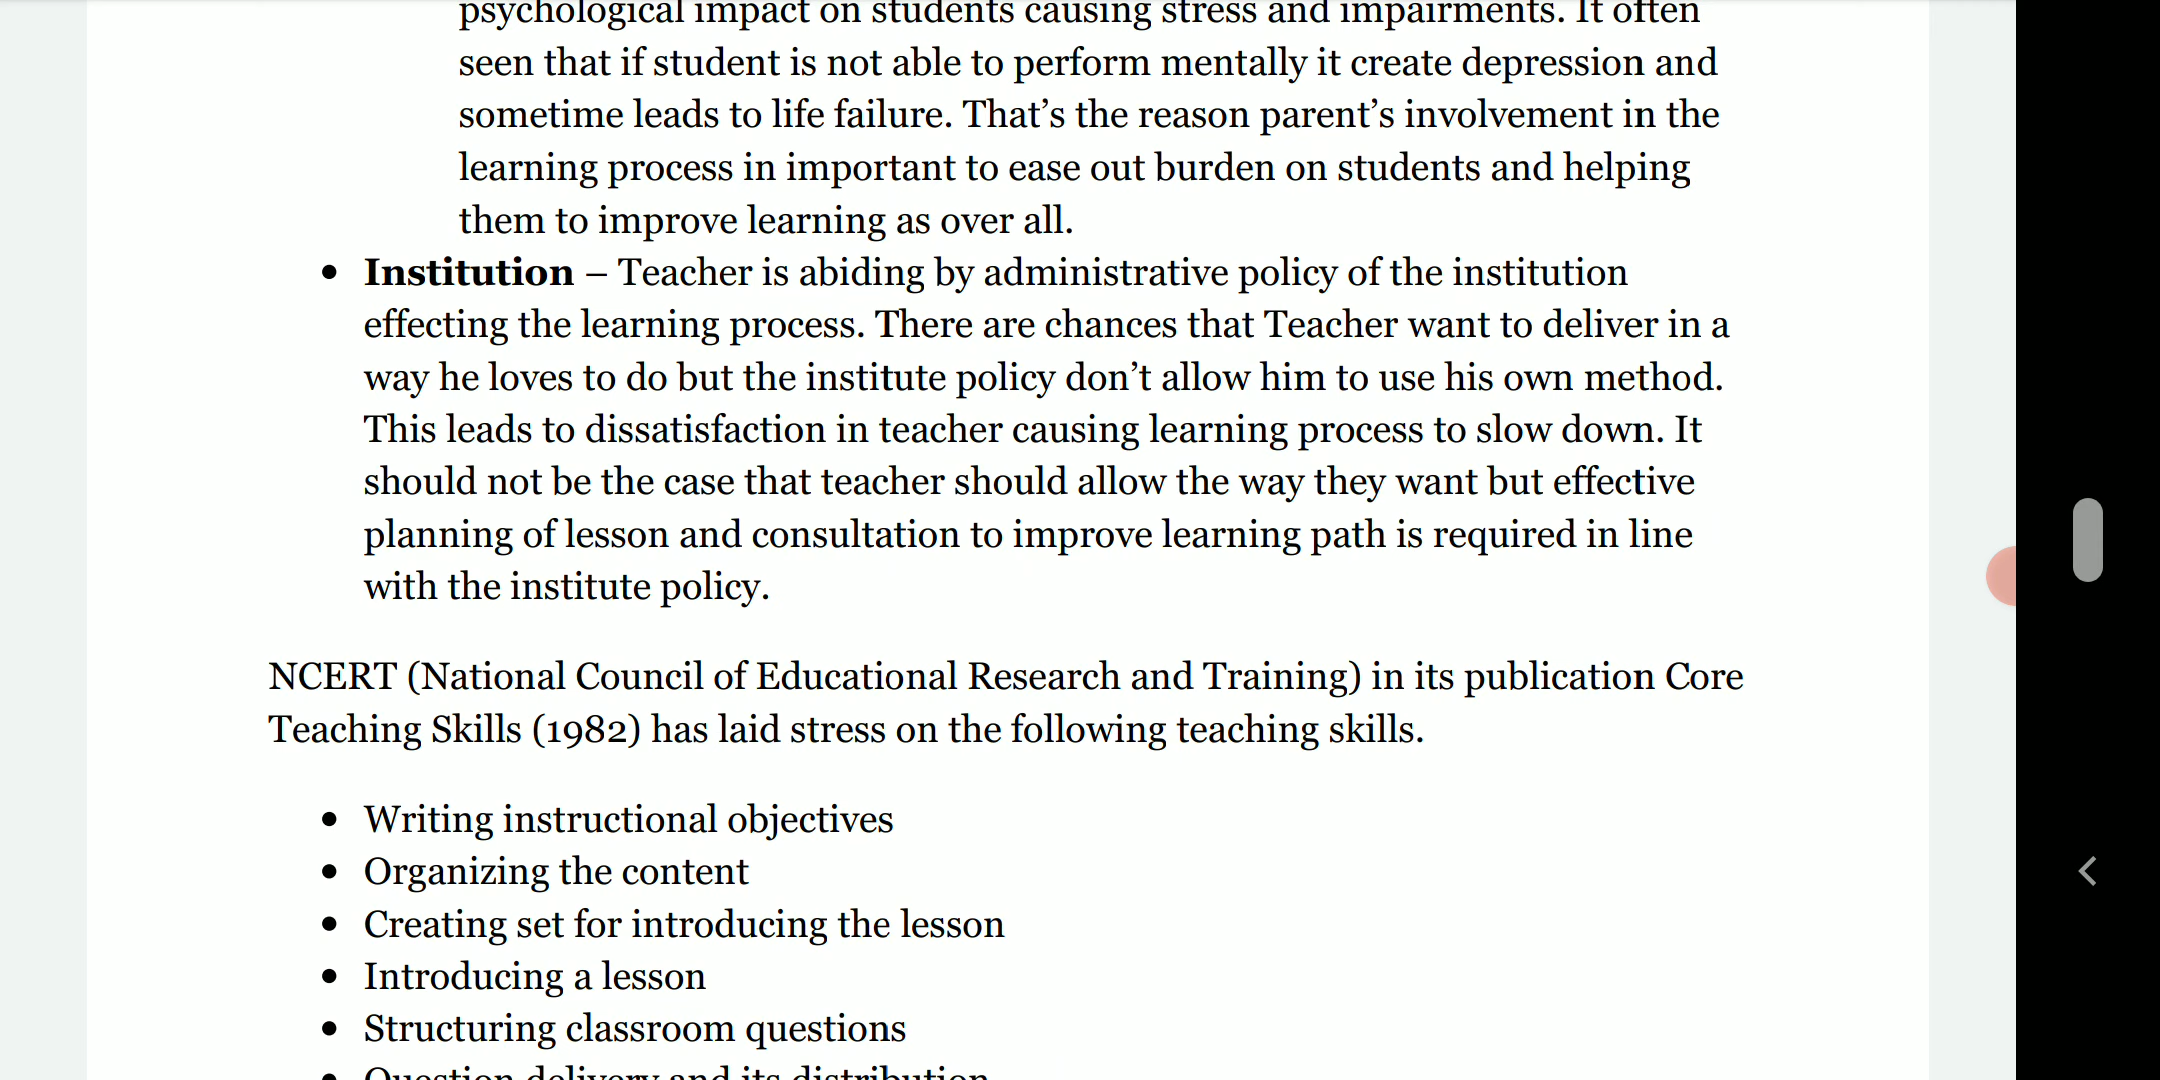 psychological impact on students causing stress and impairments. It often
seen that if student is not able to perform mentally it create depression and
sometime leads to life failure. That’s the reason parent’s involvement in the
learning process in important to ease out burden on students and helping
them to improve learning as over all.
• Institution – Teacher is abiding by administrative policy of the institution
effecting the learning process. There are chances that Teacher want to deliver in a
way he loves to do but the institute policy don’t allow him to use his own method.
This leads to dissatisfaction in teacher causing learning process to slow down. It
should not be the case that teacher should allow the way they want but effective
planning of lesson and consultation to improve learning path is required in line
with the institute policy.
NCERT (National Council of Educational Research and Training) in its publication Core
Teaching Skills (1982) has laid stress on the following teaching skills.
• Writing instructional objectives
• Organizing the content
• Creating set for introducing the lesson
• Introducing a lesson
• Structuring classroom questions
• Question delivery and its distribution